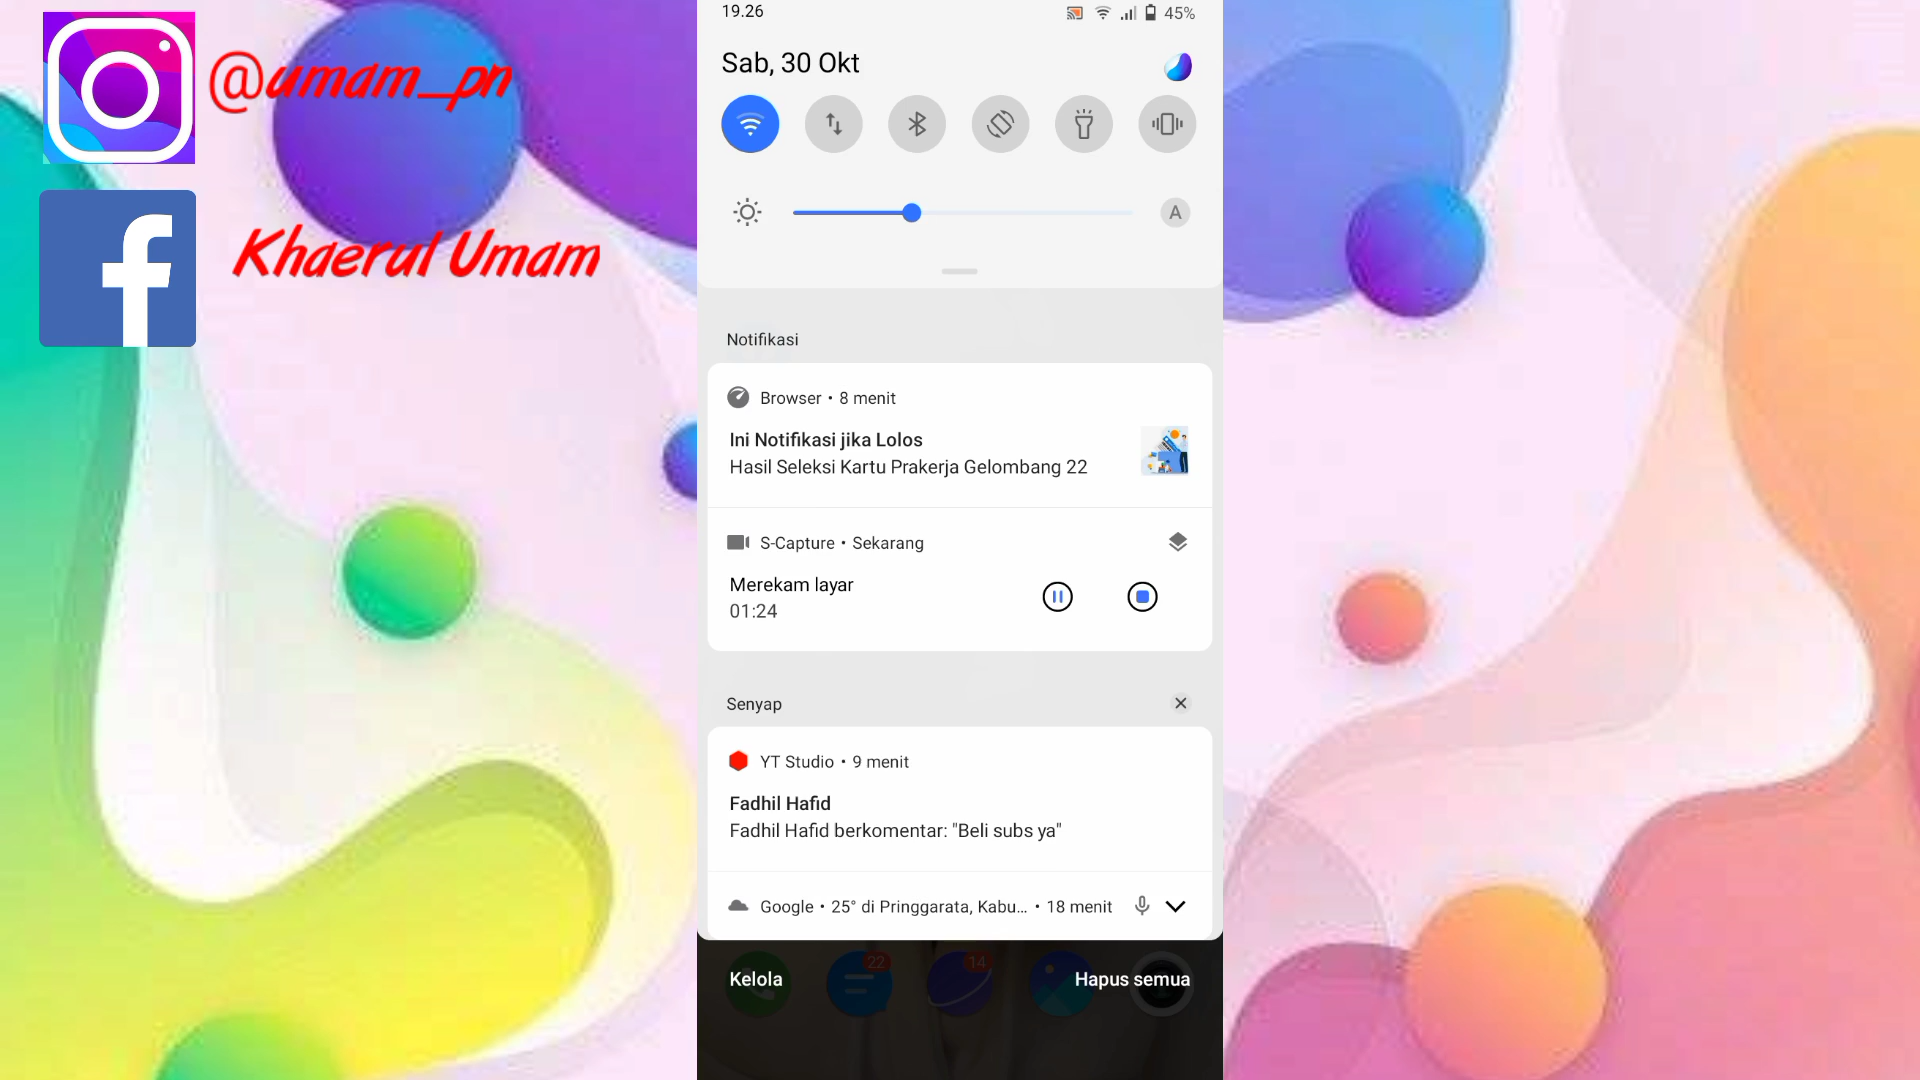 @umam_pn
Khaerul Umam
19.26
45%
Sab, 30 Okt
A
Notifikasi
Browser • 8 menit
Ini Notifikasi jika Lolos
Hasil Seleksi Kartu Prakerja Gelombang 22
S-Capture • Sekarang
Merekam layar
01:24
Senyap
YT Studio • 9 menit
Fadhil Hafid
Fadhil Hafid berkomentar: "Beli subs ya"
Google • 25° di Pringgarata, Kabu... • 18 menit
22
14
Kelola
Hapus semua